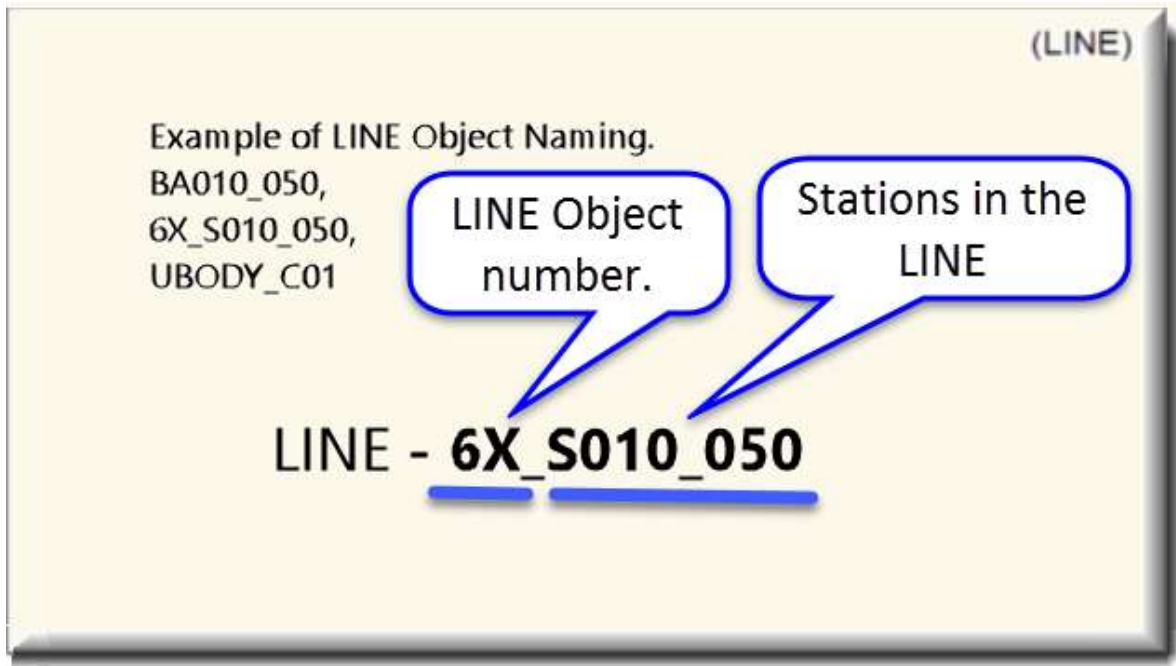 (LINE)
Example of LINE Object Naming.
BA010_050,
6X_S010_050,
UBODY_C01
LINE Object
number.
Stations in the
LINE
LINE - 6X_S010_050